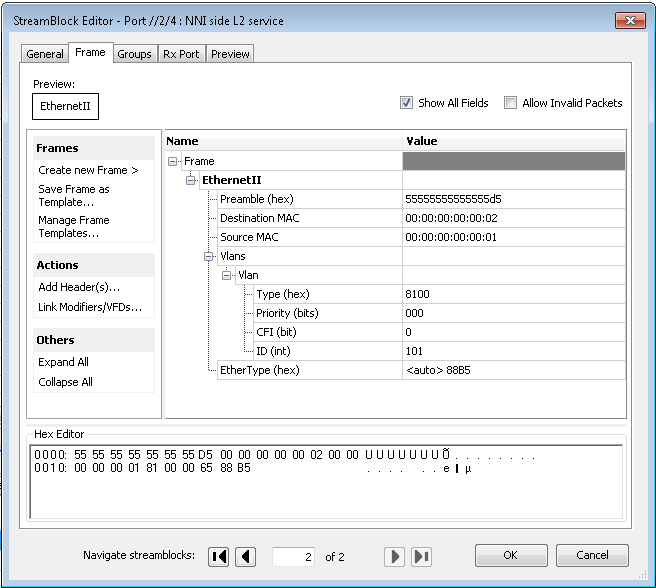 StreamBlock Editor - Port //2/4 : NNI side L2 service
General Frame Groups Rx Port Preview
Preview:
EthernetII
Show All Fields Allow Invalid Packets
Frames
Create new Frame >
Save Frame as
Template...
Manage Frame
Templates...
Actions
Add Header(s)...
Link Modifiers/VFDs...
Others
Expand All
Collapse All
Name Value
Frame
EthernetII
Preamble (hex) 55555555555555d5
Destination MAC 00:00:00:00:00:02
Source MAC 00:00:00:00:00:01
Vlans
Vlan
Type (hex) 8100
Priority (bits) 000
CFI (bit) 0
ID (int) 101
EtherType (hex) <auto> 88B5
Hex Editor
0000: 55 55 55 55 55 55 55 D5 00 00 00 00 00 02 00 00 U U U U U U U Õ . . . . . . . .
0010: 00 00 00 01 81 00 00 65 88 B5 . . . . . . e | µ
Navigate streamblocks: 2 of 2
OK Cancel